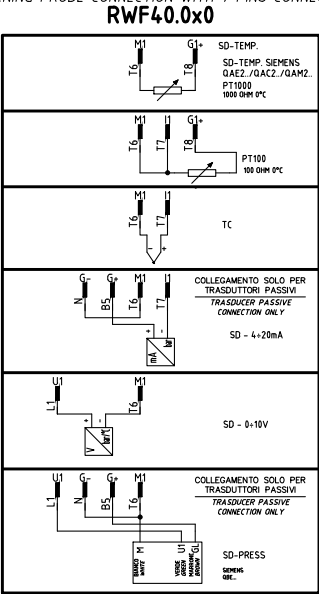 RWF40.0x0
M1 G1+
T6 T8
SD-TEMP.
SD-TEMP. SIEMENS
QAE2../QAC2../QAM2..
PT1000
1000 OHM 0°C
M1 I1 G1+
T6 T7 T8
PT100
100 OHM 0°C
M1 I1
T6 T7
- +
TC
G- G+ M1 I1
N B5 T6 T7
+ -
mA bar
COLLEGAMENTO SOLO PER
TRASDUTTORI PASSIVI
TRASDUCER PASSIVE
CONNECTION ONLY
SD - 4÷20mA
U1 M1
L1 T6
+ -
V bar/°C
SD - 0÷10V
U1 G- G+ M1
L1 N B5 T6
COLLEGAMENTO SOLO PER
TRASDUTTORI PASSIVI
TRASDUCER PASSIVE
CONNECTION ONLY
M U1 GL
BIANCO
WHITE
VERDE
GREEN
MARRONE
BROWN
SD-PRESS
SIEMENS
QBE..